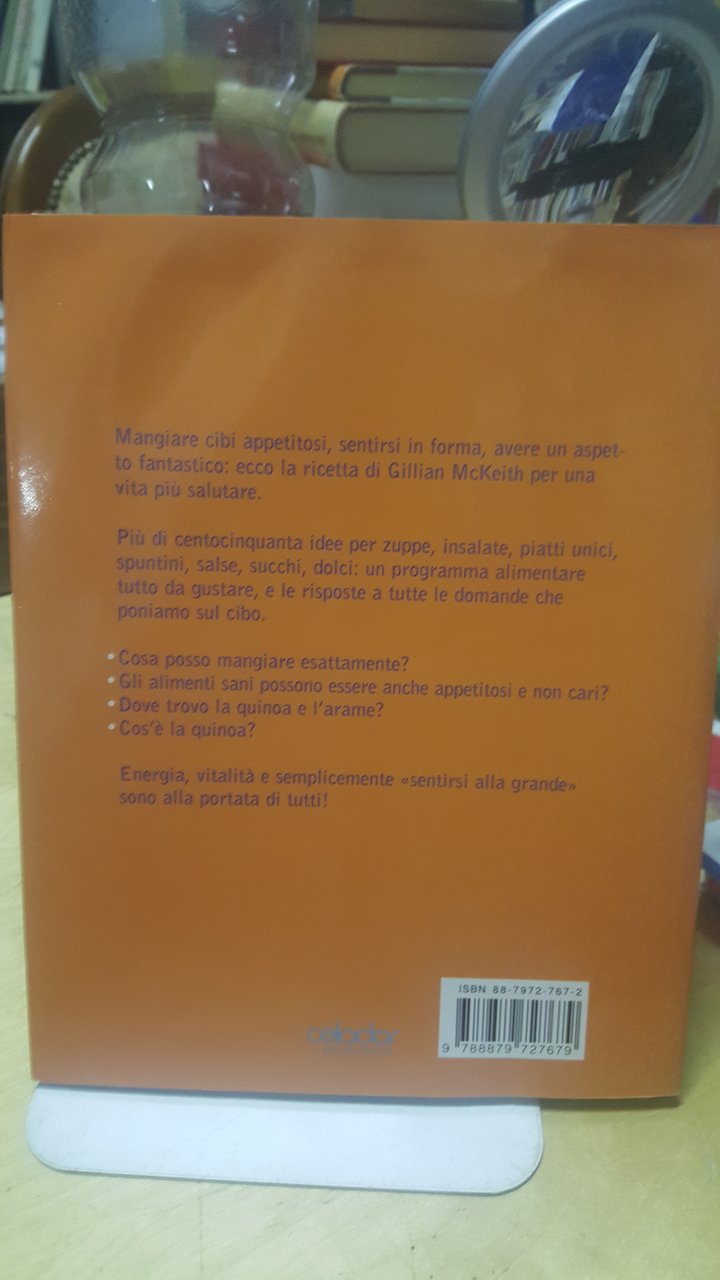 Mangiare cibi appetitosi, sentirsi in forma, avere un aspet-
to fantastico: ecco la ricetta di Gillian McKeith per una
vita più salutare.
Più di centocinquanta idee per zuppe, insalate, piatti unici,
spuntini, salse, succhi, dolci: un programma alimentare
tutto da gustare, e le risposte a tutte le domande che
poniamo sul cibo.
• Cosa posso mangiare esattamente?
• Gli alimenti sani possono essere anche appetitosi e non cari?
• Dove trovo la quinoa e l'arame?
• Cos'è la quinoa?
Energia, vitalità e semplicemente «sentirsi alla grande»
sono alla portata di tutti!
ISBN 88-7972-767-2
celador
9 788879 727679